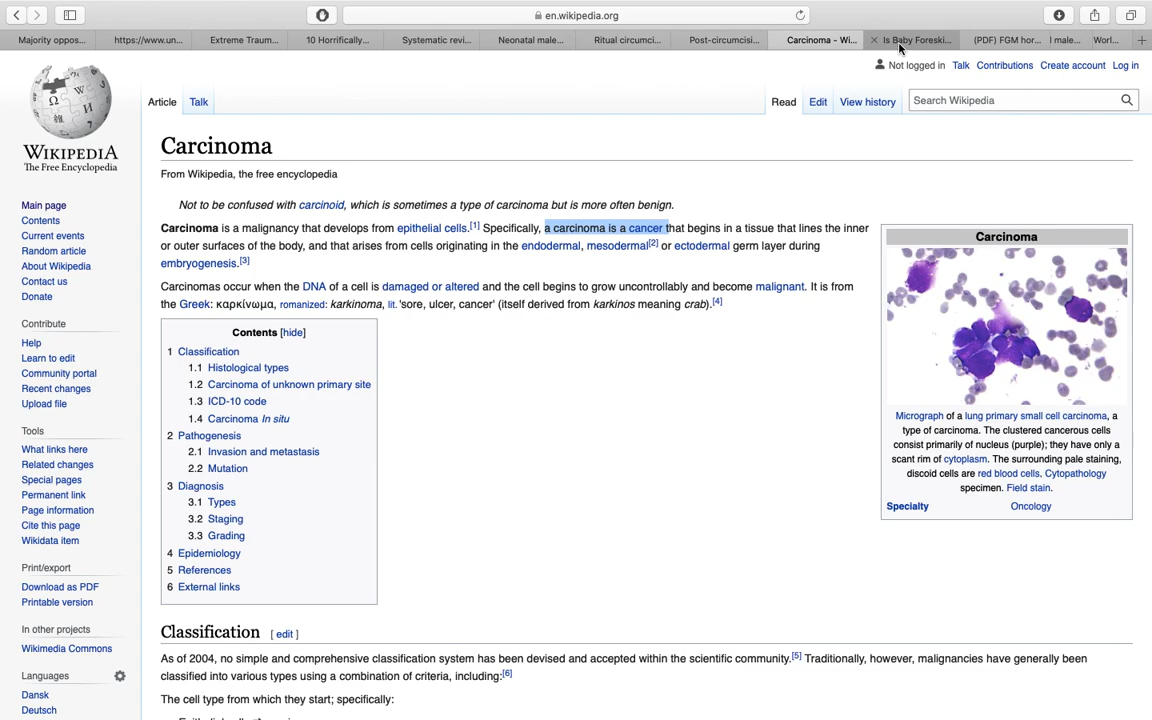 en.wikipedia.org
Majority oppos...
https://www.un...
Extreme Traum...
10 Horrifically...
Systematic revi...
Neonatal male...
Ritual circumci...
Post-circumcisi...
Carcinoma - Wi...
Is Baby Foreski...
(PDF) FGM hor...
I male...
Worl...
Not logged in Talk Contributions Create account Log in
Article Talk
Read Edit View history
Search Wikipedia
WIKIPEDIA
The Free Encyclopedia
Main page
Contents
Current events
Random article
About Wikipedia
Contact us
Donate
Contribute
Help
Learn to edit
Community portal
Recent changes
Upload file
Tools
What links here
Related changes
Special pages
Permanent link
Page information
Cite this page
Wikidata item
Print/export
Download as PDF
Printable version
In other projects
Wikimedia Commons
Languages
Dansk
Deutsch
Carcinoma
From Wikipedia, the free encyclopedia
Not to be confused with carcinoid, which is sometimes a type of carcinoma but is more often benign.
Carcinoma is a malignancy that develops from epithelial cells.[1] Specifically, a carcinoma is a cancer that begins in a tissue that lines the inner
or outer surfaces of the body, and that arises from cells originating in the endodermal, mesodermal[2] or ectodermal germ layer during
embryogenesis.[3]
Carcinomas occur when the DNA of a cell is damaged or altered and the cell begins to grow uncontrollably and become malignant. It is from
the Greek: καρκίνωμα, romanized: karkinoma, lit. 'sore, ulcer, cancer' (itself derived from karkinos meaning crab).[4]
Contents [hide]
1 Classification
1.1 Histological types
1.2 Carcinoma of unknown primary site
1.3 ICD-10 code
1.4 Carcinoma In situ
2 Pathogenesis
2.1 Invasion and metastasis
2.2 Mutation
3 Diagnosis
3.1 Types
3.2 Staging
3.3 Grading
4 Epidemiology
5 References
6 External links
Carcinoma
Micrograph of a lung primary small cell carcinoma, a
type of carcinoma. The clustered cancerous cells
consist primarily of nucleus (purple); they have only a
scant rim of cytoplasm. The surrounding pale staining,
discoid cells are red blood cells. Cytopathology
specimen. Field stain.
Specialty Oncology
Classification [ edit ]
As of 2004, no simple and comprehensive classification system has been devised and accepted within the scientific community.[5] Traditionally, however, malignancies have generally been
classified into various types using a combination of criteria, including:[6]
The cell type from which they start; specifically: